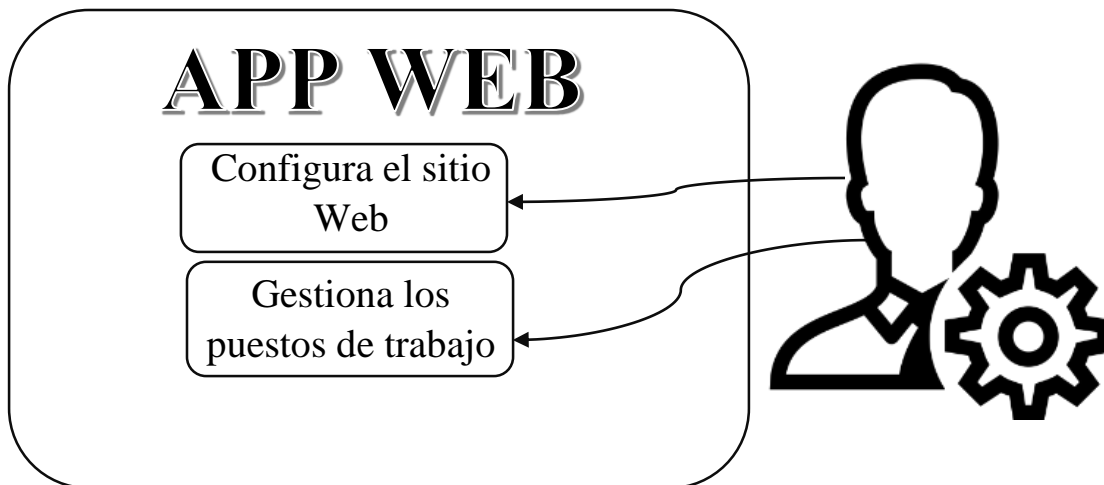 APP WEB
Configura el sitio
Web
Gestiona los
puestos de trabajo